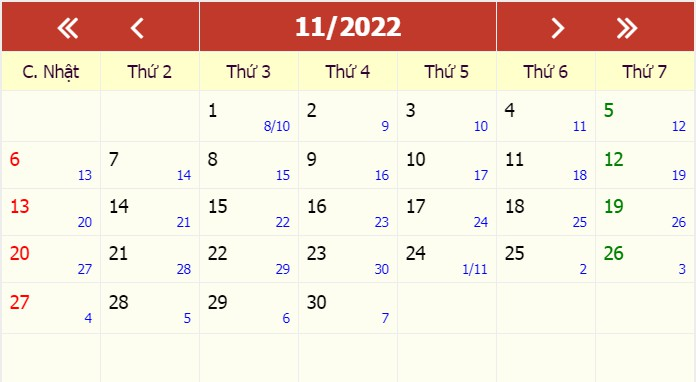 11/2022
C. Nhật Thứ 2 Thứ 3 Thứ 4 Thứ 5 Thứ 6 Thứ 7
1 2 3 4 5
8/10 9 10 11 12
6 7 8 9 10 11 12
13 14 15 16 17 18 19
13 14 15 16 17 18 19
20 21 22 23 24 25 26
20 21 22 23 24 25 26
27 28 29 30 1/11 2 3
27 28 29 30
4 5 6 7